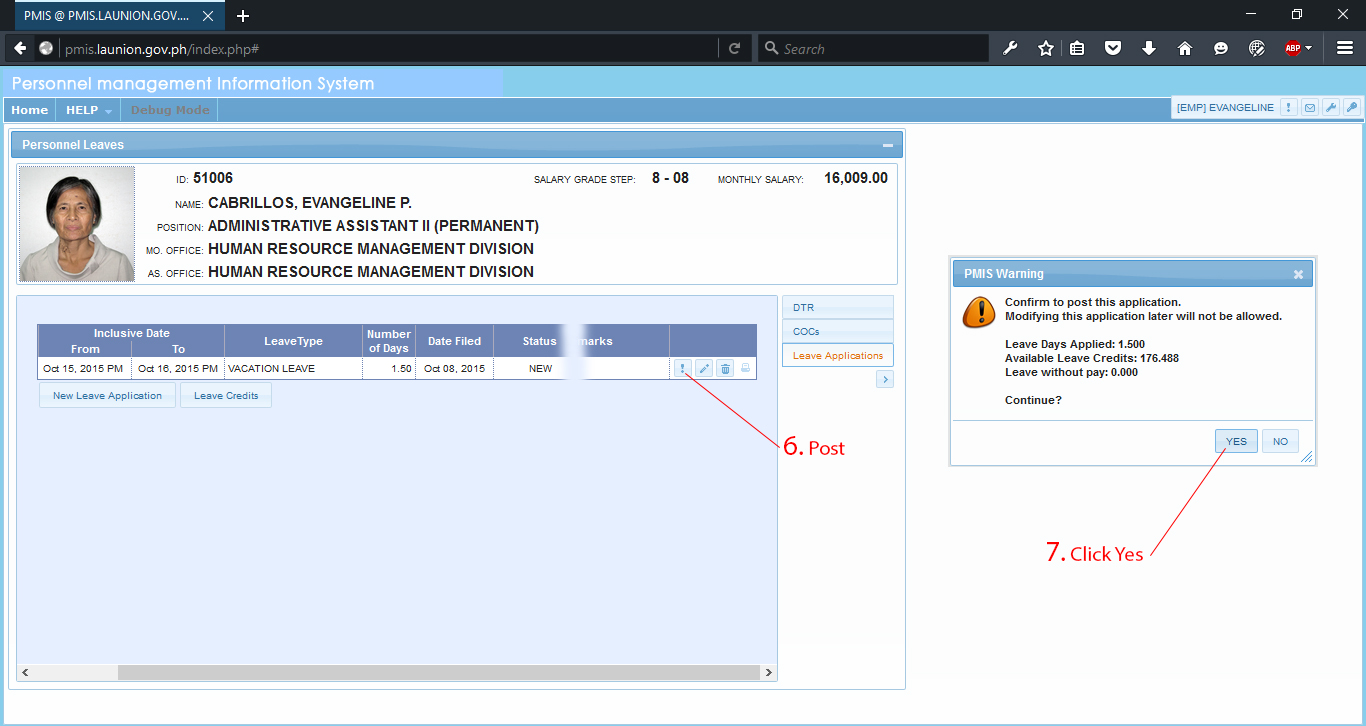 PMIS @ PMIS.LAUNION.GOV....
pmis.launion.gov.ph/index.php#
Search
ABP
Personnel management Information System
Home HELP Debug Mode
[EMP] EVANGELINE
Personnel Leaves
ID: 51006 SALARY GRADE STEP: 8 - 08 MONTHLY SALARY: 16,009.00
NAME: CABRILLOS, EVANGELINE P.
POSITION: ADMINISTRATIVE ASSISTANT II (PERMANENT)
MO. OFFICE: HUMAN RESOURCE MANAGEMENT DIVISION
AS. OFFICE: HUMAN RESOURCE MANAGEMENT DIVISION
Inclusive Date
From To LeaveType Number of Days Date Filed Status marks
Oct 15, 2015 PM Oct 16, 2015 PM VACATION LEAVE 1.50 Oct 08, 2015 NEW
New Leave Application Leave Credits
DTR
COCs
Leave Applications
6. Post
PMIS Warning
Confirm to post this application.
Modifying this application later will not be allowed.
Leave Days Applied: 1.500
Available Leave Credits: 176.488
Leave without pay: 0.000
Continue?
YES NO
7. Click Yes